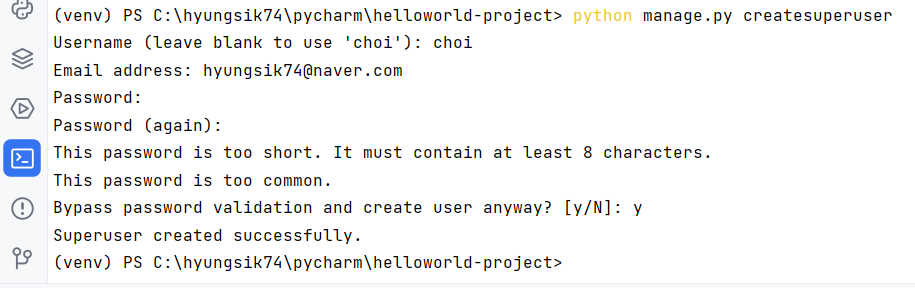 (venv) PS C:\hyungsik74\pycharm\helloworld-project> python manage.py createsuperuser
Username (leave blank to use 'choi'): choi
Email address: hyungsik74@naver.com
Password:
Password (again):
This password is too short. It must contain at least 8 characters.
This password is too common.
Bypass password validation and create user anyway? [y/N]: y
Superuser created successfully.
(venv) PS C:\hyungsik74\pycharm\helloworld-project>